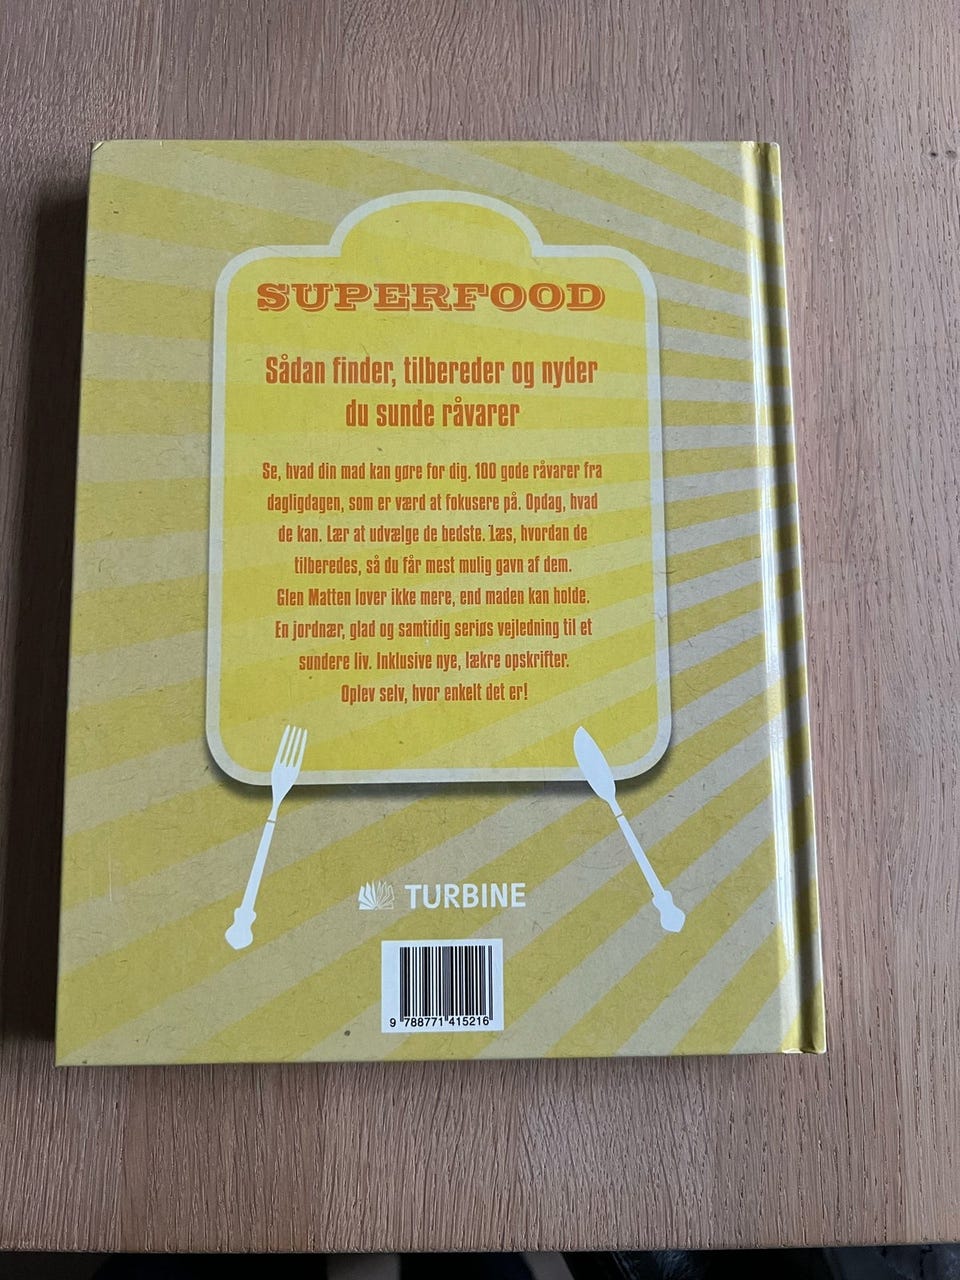 SUPERFOOD
Sådan finder, tilbereder og nyder
du sunde råvarer
Se, hvad din mad kan gøre for dig. 100 gode råvarer fra
dagligdagen, som er værd at fokusere på. Opdag, hvad
de kan. Lær at udvælge de bedste. Læs, hvordan de
tilberedes, så du får mest mulig gavn af dem.
Glen Matten lover ikke mere, end maden kan holde.
En jordnær, glad og samtidig seriøs vejledning til et
sundere liv. Inklusive nye, lækre opskrifter.
Oplev selv, hvor enkelt det er!
TURBINE
9 788771 415216